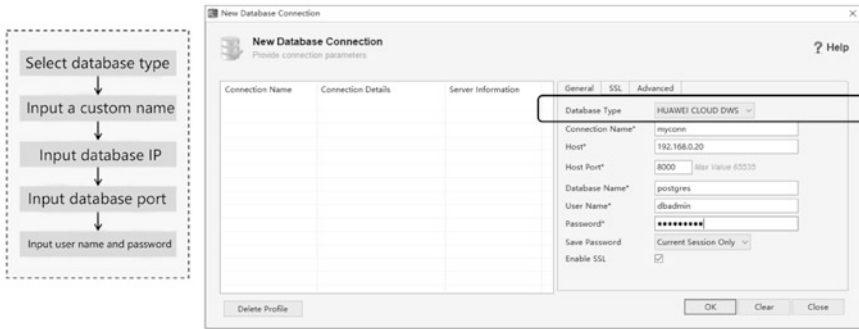 Select database type
Input a custom name
Input database IP
Input database port
Input user name and password
New Database Connection
New Database Connection
Provide connection parameters
? Help
Connection Name Connection Details Server Information
General SSL Advanced
Database Type HUAWEI CLOUD DWS
Connection Name* myconn
Host* 192.168.0.20
Host Port* 8000 Max Value 65535
Database Name* postgres
User Name* dbadmin
Password* •••••••••
Save Password Current Session Only
Enable SSL
Delete Profile OK Clear Close